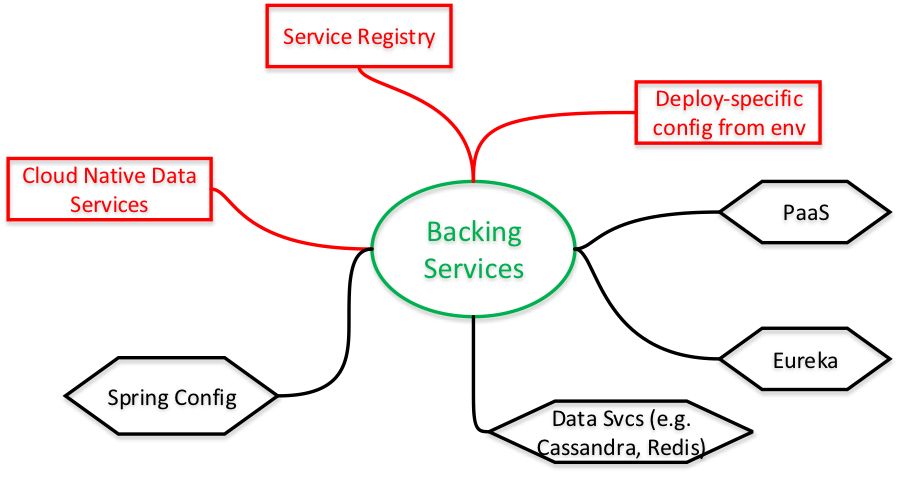 Service Registry
Deploy-specific
config from env
Cloud Native Data
Services
PaaS
Backing
Services
Eureka
Spring Config
Data Svcs (e.g.
Cassandra, Redis)